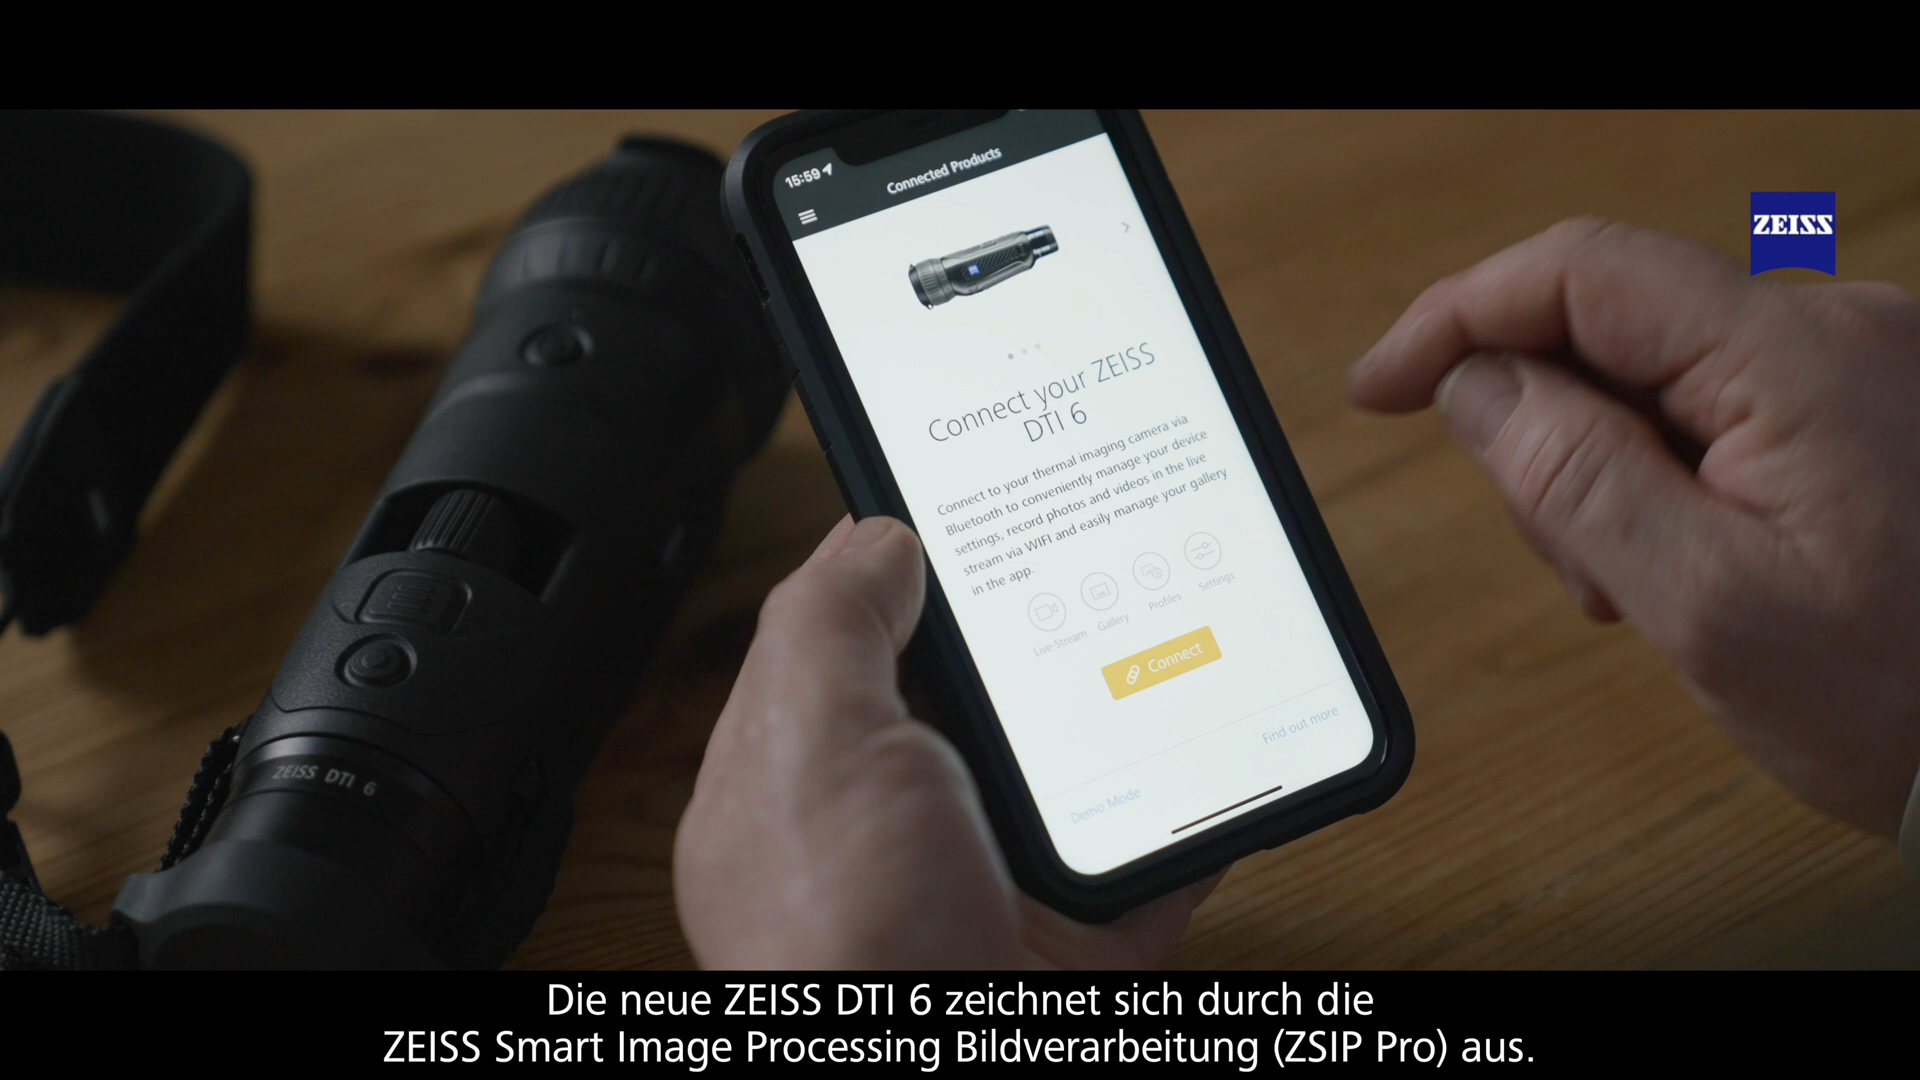 15:59
Connected Products
ZEISS
Connect your ZEISS
DTI 6
Connect to your thermal imaging camera via
Bluetooth to conveniently manage your device
settings, record photos and videos in the live
stream via WIFI and easily manage your gallery
in the app.
Live-Stream
Gallery
Profiles
Settings
Connect
Find out more
Demo Mode
ZEISS DTI 6
Die neue ZEISS DTI 6 zeichnet sich durch die
ZEISS Smart Image Processing Bildverarbeitung (ZSIP Pro) aus.